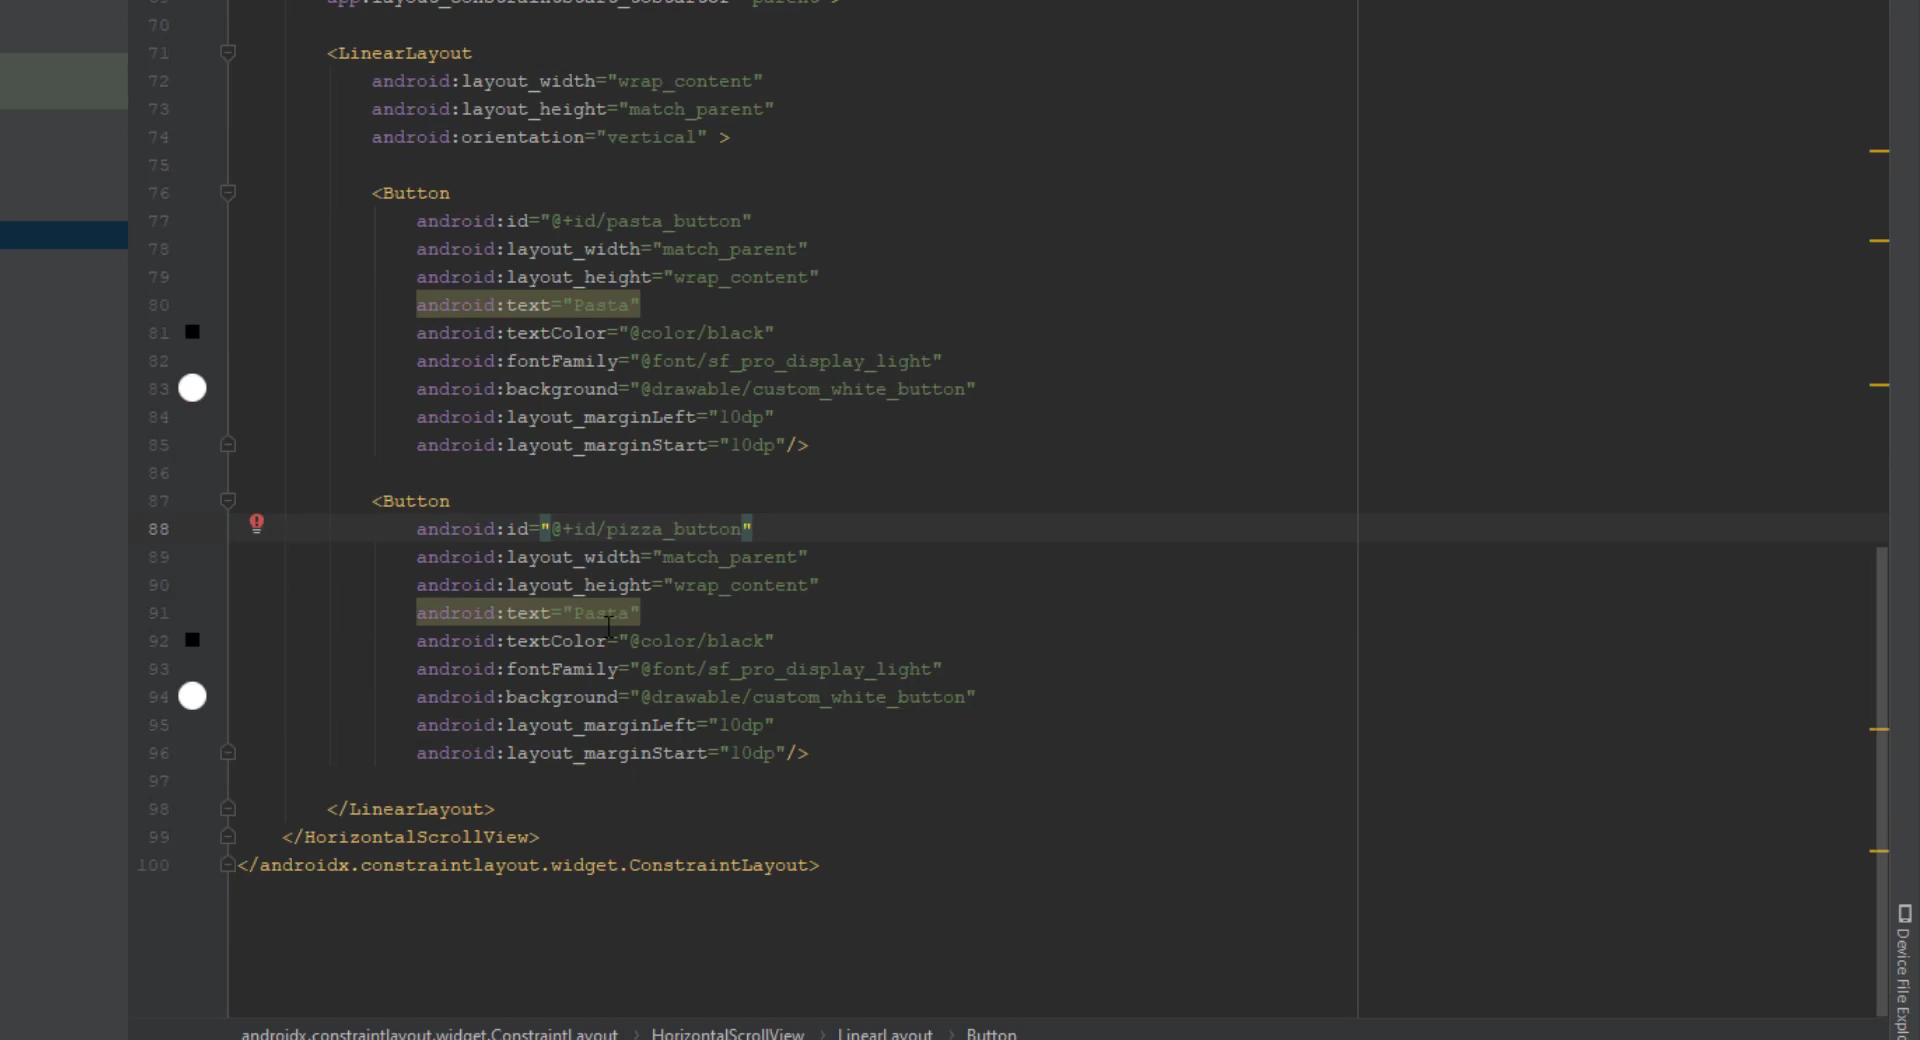 70
71 <LinearLayout
72 android:layout_width="wrap_content"
73 android:layout_height="match_parent"
74 android:orientation="vertical" >
75
76 <Button
77 android:id="@+id/pasta_button"
78 android:layout_width="match_parent"
79 android:layout_height="wrap_content"
80 android:text="Pasta"
81 android:textColor="@color/black"
82 android:fontFamily="@font/sf_pro_display_light"
83 android:background="@drawable/custom_white_button"
84 android:layout_marginLeft="10dp"
85 android:layout_marginStart="10dp"/>
86
87 <Button
88 android:id="@+id/pizza_button"
89 android:layout_width="match_parent"
90 android:layout_height="wrap_content"
91 android:text="Pasta"
92 android:textColor="@color/black"
93 android:fontFamily="@font/sf_pro_display_light"
94 android:background="@drawable/custom_white_button"
95 android:layout_marginLeft="10dp"
96 android:layout_marginStart="10dp"/>
97
98 </LinearLayout>
99 </HorizontalScrollView>
100 </androidx.constraintlayout.widget.ConstraintLayout>
androidx.constraintlayout.widget.ConstraintLayout > HorizontalScrollView > LinearLayout > Button
Device File Explo